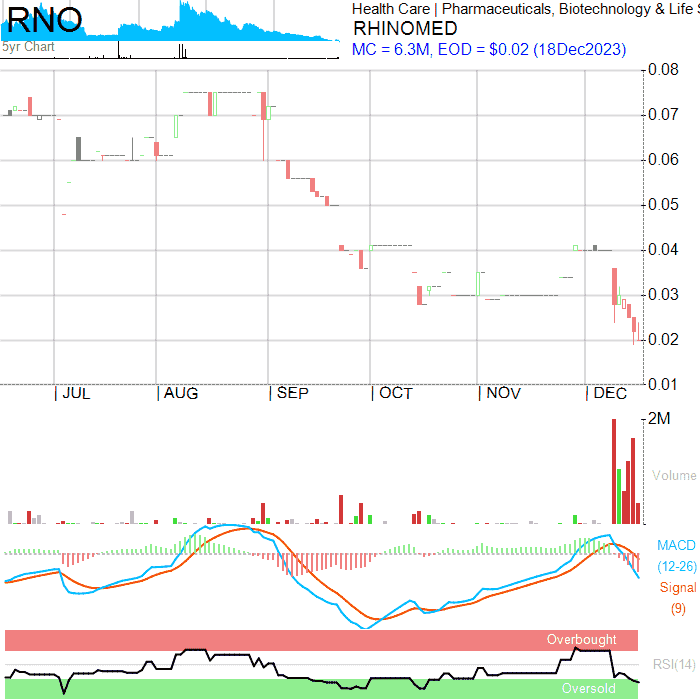 RNO
5yr Chart
Health Care | Pharmaceuticals, Biotechnology & Life
RHINOMED
MC = 6.3M, EOD = $0.02 (18Dec2023)
0.08
0.07
0.06
0.05
0.04
0.03
0.02
0.01
| JUL | AUG | SEP | OCT | NOV | DEC
2M
Volume
MACD
(12-26)
Signal
(9)
Overbought
RSI(14)
Oversold